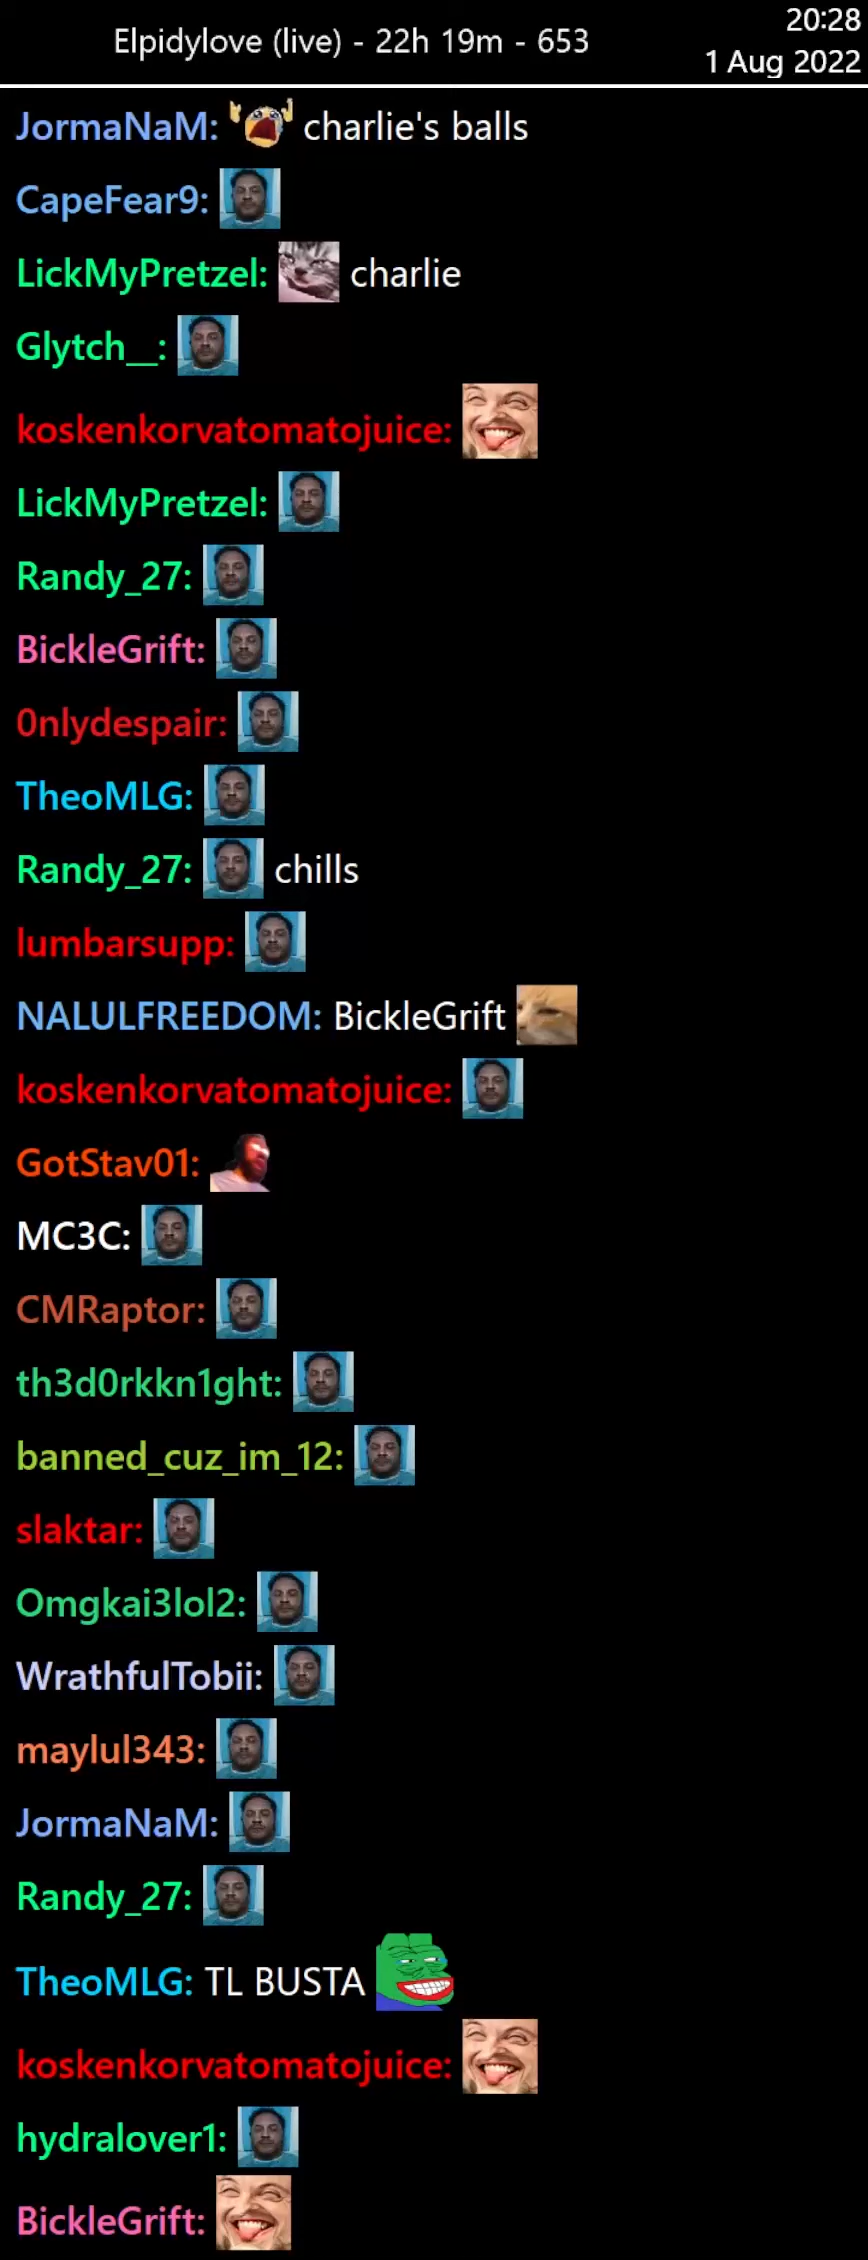 Elpidylove (live) - 22h 19m - 653
20:28
1 Aug 2022
JormaNaM: charlie's balls
CapeFear9:
LickMyPretzel: charlie
Glytch__:
koskenkorvatomatojuice:
LickMyPretzel:
Randy_27:
BickleGrift:
0nlydespair:
TheoMLG:
Randy_27: chills
lumbarsupp:
NALULFREEDOM: BickleGrift
koskenkorvatomatojuice:
GotStav01:
MC3C:
CMRaptor:
th3d0rkkn1ght:
banned_cuz_im_12:
slaktar:
Omgkai3lol2:
WrathfulTobii:
maylul343:
JormaNaM:
Randy_27:
TheoMLG: TL BUSTA
koskenkorvatomatojuice:
hydralover1:
BickleGrift: